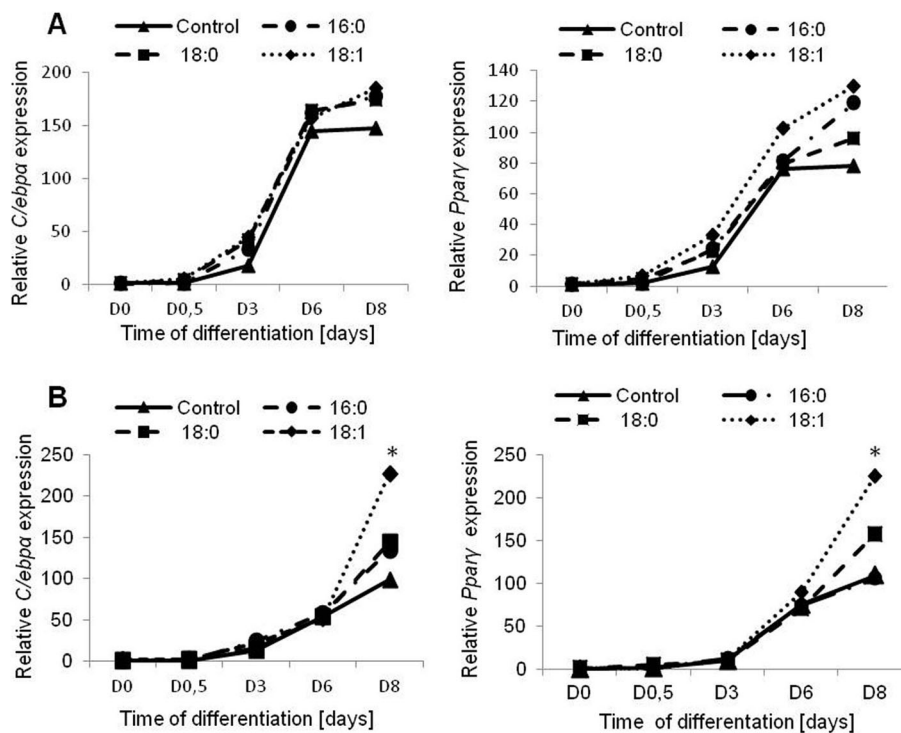 A
Control
16:0
18:0
18:1
Relative C/ebpα expression
200
150
100
50
0
D0
D0,5
D3
D6
D8
Time of differentiation [days]
Control
16:0
18:0
18:1
Relative Pparγ expression
140
120
100
80
60
40
20
0
D0
D0,5
D3
D6
D8
Time of differentiation [days]
B
Control
16:0
18:0
18:1
Relative C/ebpα expression
250
200
150
100
50
0
*
D0
D0,5
D3
D6
D8
Time of differentiation [days]
Control
16:0
18:0
18:1
Relative Pparγ expression
250
200
150
100
50
0
*
D0
D0,5
D3
D6
D8
Time of differentation [days]